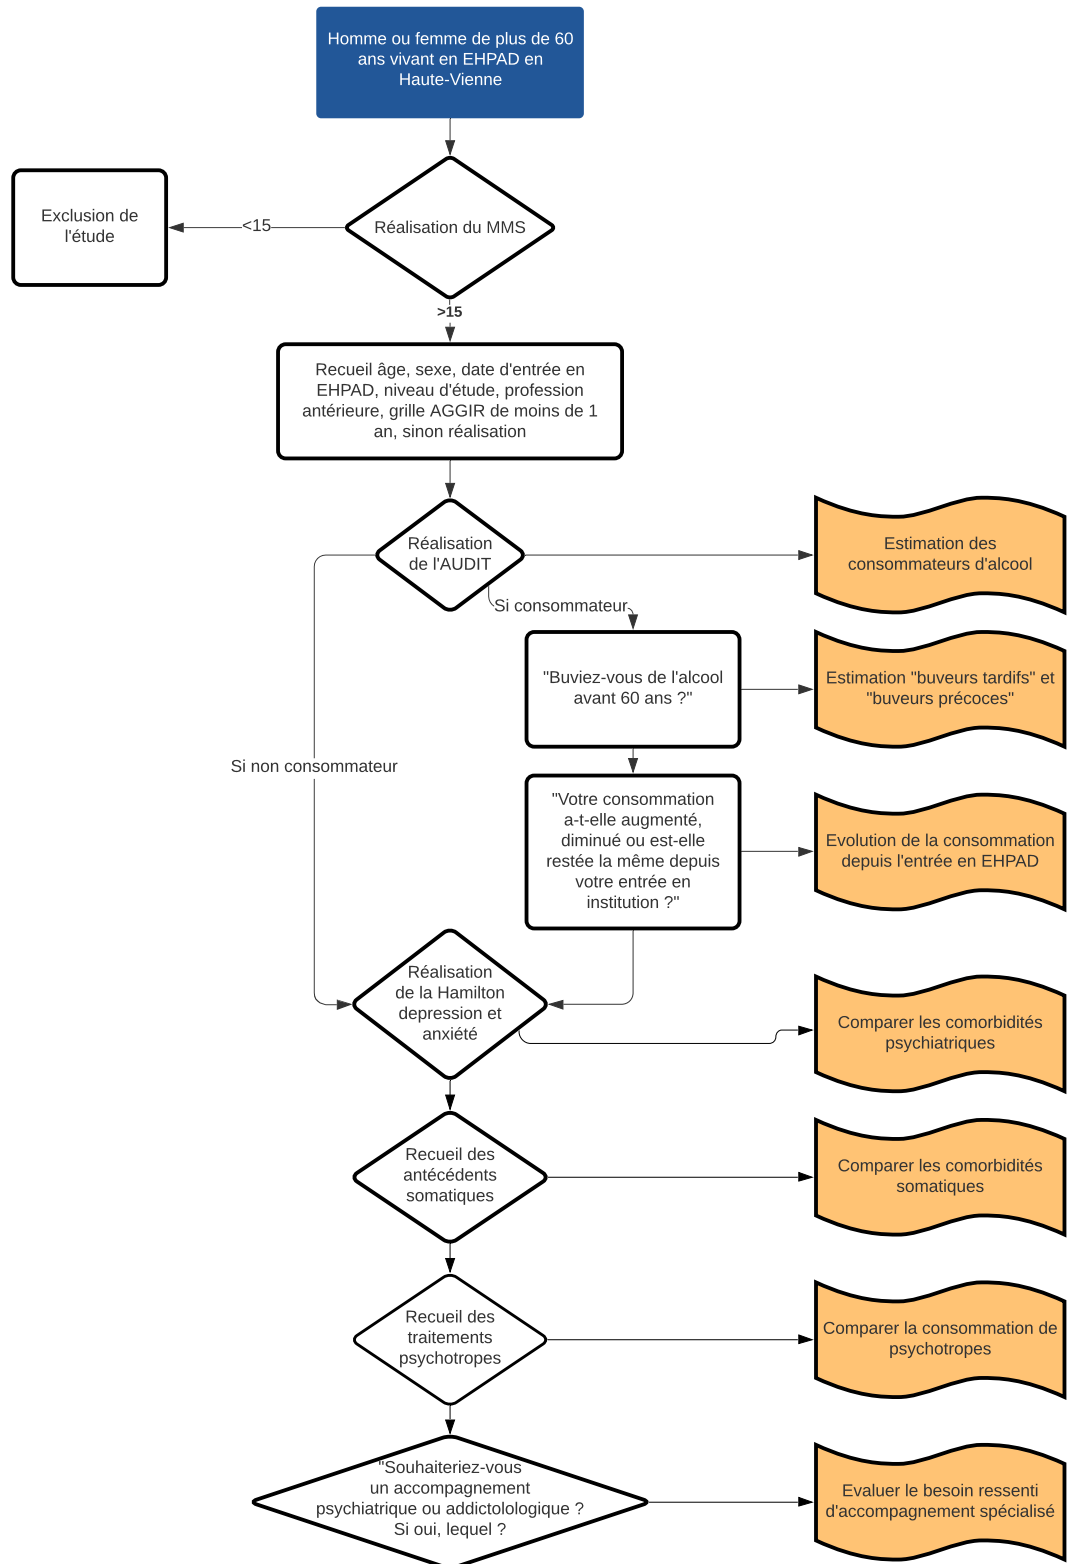 Homme ou femme de plus de 60
ans vivant en EHPAD en
Haute-Vienne
Réalisation du MMS
<15
Exclusion de
l'étude
>15
Recueil âge, sexe, date d'entrée en
EHPAD, niveau d'étude, profession
antérieure, grille AGGIR de moins de 1
an, sinon réalisation
Réalisation
de l'AUDIT
Estimation des
consommateurs d'alcool
Si consommateur
"Buviez-vous de l'alcool
avant 60 ans ?"
Estimation "buveurs tardifs" et
"buveurs précoces"
Si non consommateur
"Votre consommation
a-t-elle augmenté,
diminué ou est-elle
restée la même depuis
votre entrée en
institution ?"
Evolution de la consommation
depuis l'entrée en EHPAD
Réalisation
de la Hamilton
depression et
anxiété
Comparer les comorbidités
psychiatriques
Recueil des
antécédents
somatiques
Comparer les comorbidités
somatiques
Recueil des
traitements
psychotropes
Comparer la consommation de
psychotropes
"Souhaiteriez-vous
un accompagnement
psychiatrique ou addictolologique ?
Si oui, lequel ?
Evaluer le besoin ressenti
d'accompagnement spécialisé